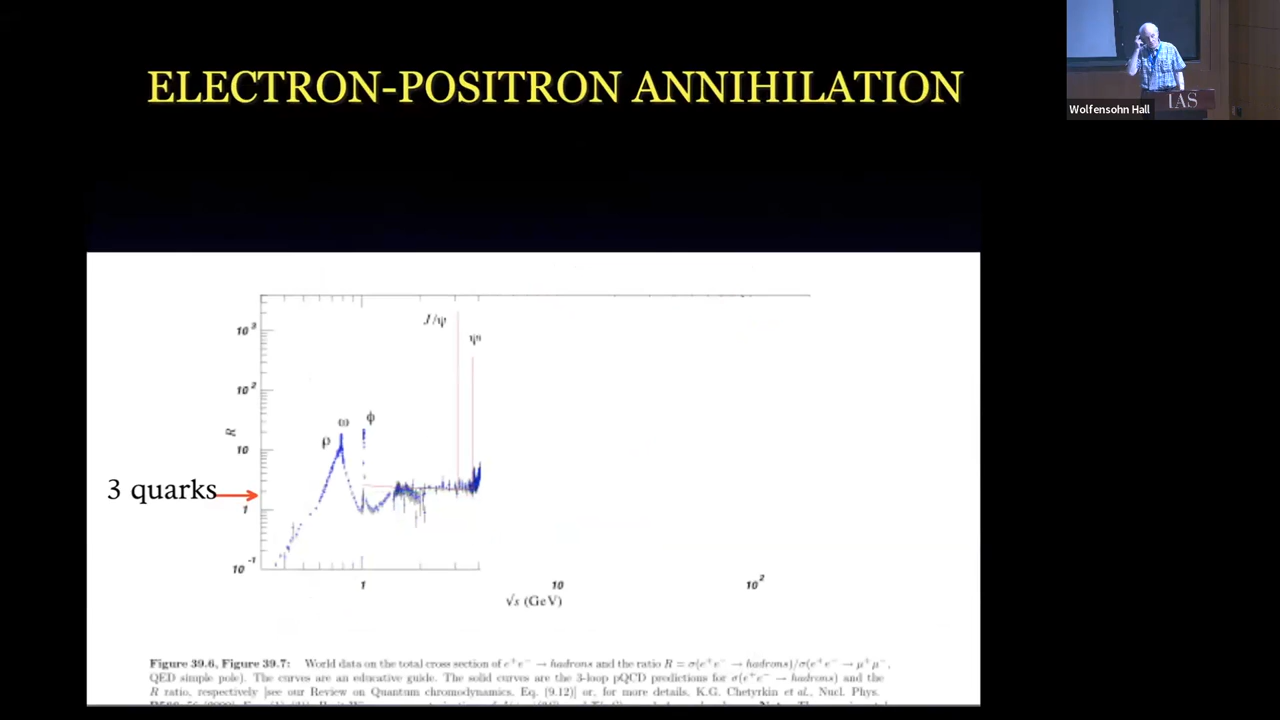 ELECTRON-POSITRON ANNIHILATION
IAS
Wolfensohn Hall
J/ψ
10³
10²
ω
ϕ
ρ
R
10
3 quarks
1
10⁻¹
1
10
10²
√s (GeV)
Figure 39.6, Figure 39.7: World data on the total cross section of e⁺e⁻ → hadrons and the ratio R = σ(e⁺e⁻ → hadrons)/σ(e⁺e⁻ → μ⁺μ⁻,
QED simple pole). The curves are an educative guide. The solid curves are the 3-loop pQCD predictions for σ(e⁺e⁻ → hadrons) and the
R ratio, respectively [see our Review on Quantum chromodynamics, Eq. (9.12)] or, for more details, K.G. Chetyrkin et al., Nucl. Phys.